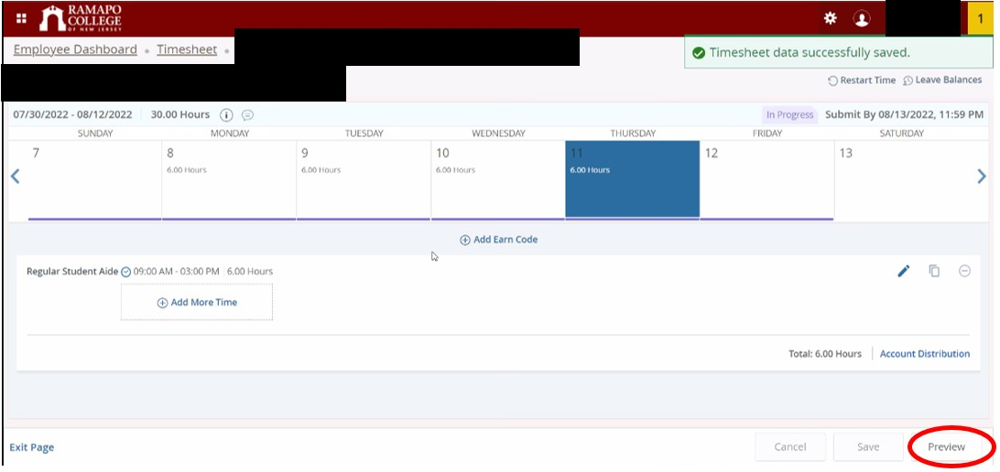 RAMAPO
COLLEGE
OF NEW JERSEY
1
Employee Dashboard • Timesheet •
Timesheet data successfully saved.
Restart Time Leave Balances
07/30/2022 - 08/12/2022 30.00 Hours In Progress Submit By 08/13/2022, 11:59 PM
SUNDAY MONDAY TUESDAY WEDNESDAY THURSDAY FRIDAY SATURDAY
7 8 9 10 11 12 13
6.00 Hours 6.00 Hours 6.00 Hours 6.00 Hours
Add Earn Code
Regular Student Aide 09:00 AM - 03:00 PM | 6.00 Hours
Add More Time
Total: 6.00 Hours | Account Distribution
Exit Page Cancel Save Preview